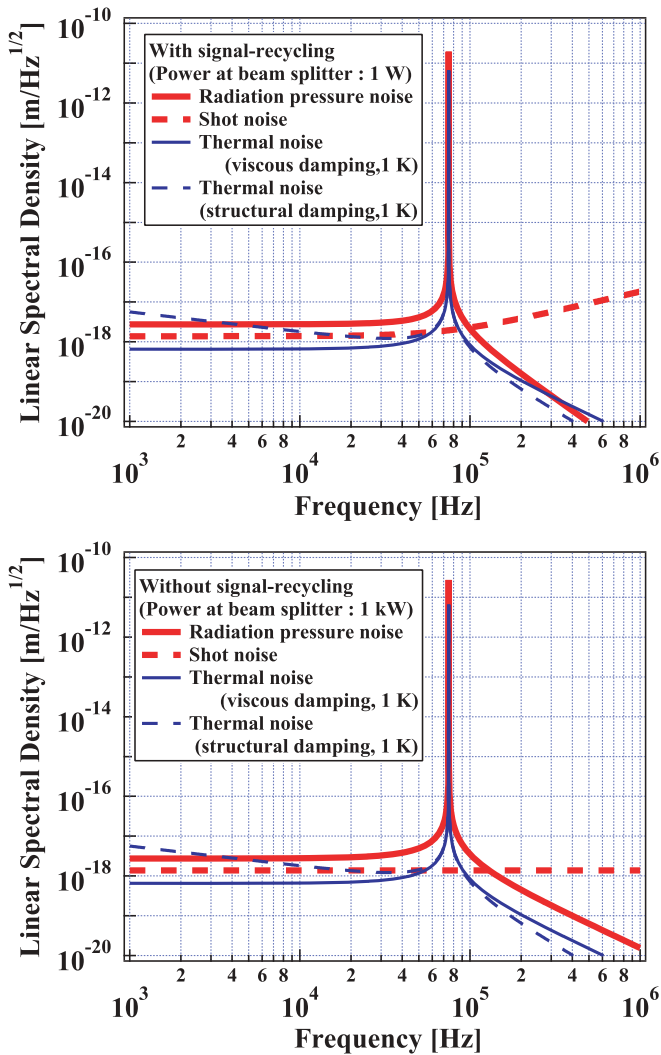 Linear Spectral Density [m/Hz^1/2]
10^-10
10^-12
10^-14
10^-16
10^-18
10^-20
With signal-recycling
(Power at beam splitter : 1 W)
Radiation pressure noise
Shot noise
Thermal noise
(viscous damping,1 K)
Thermal noise
(structural damping,1 K)
10^3 2 4 6 8 10^4 2 4 6 8 10^5 2 4 6 8 10^6
Frequency [Hz]
Linear Spectral Density [m/Hz^1/2]
10^-10
10^-12
10^-14
10^-16
10^-18
10^-20
Without signal-recycling
(Power at beam splitter : 1 kW)
Radiation pressure noise
Shot noise
Thermal noise
(viscous damping, 1 K)
Thermal noise
(structural damping, 1 K)
10^3 2 4 6 8 10^4 2 4 6 8 10^5 2 4 6 8 10^6
Frequency [Hz]